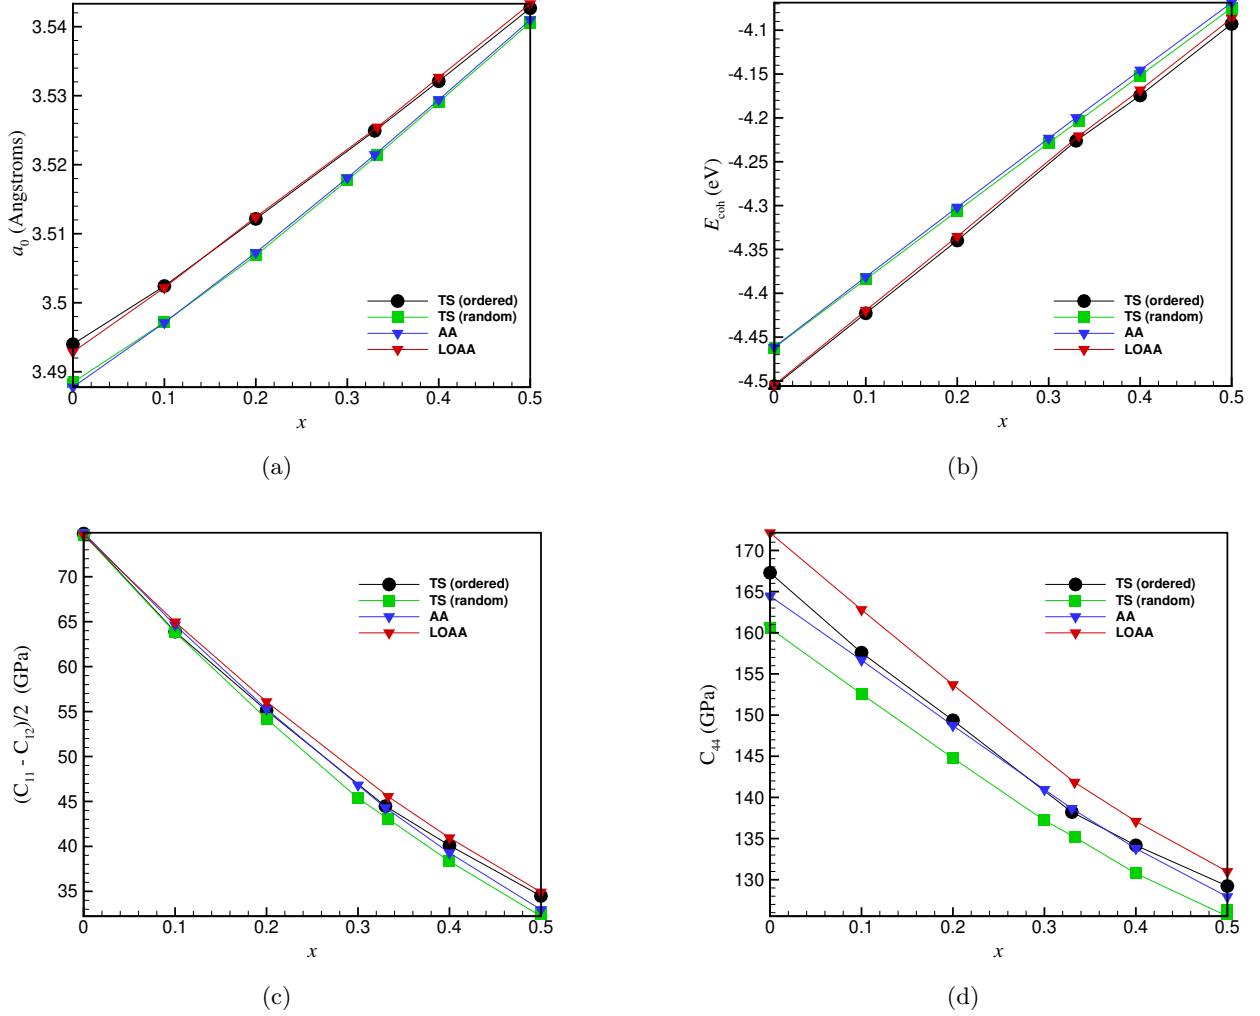 3.54
3.53
3.52
3.51
3.5
3.49
a0 (Angstroms)
TS (ordered)
TS (random)
AA
LOAA
0 0.1 0.2 0.3 0.4 0.5
x
(a)
-4.1
-4.15
-4.2
-4.25
-4.3
-4.35
-4.4
-4.45
-4.5
Ecoh (eV)
TS (ordered)
TS (random)
AA
LOAA
0 0.1 0.2 0.3 0.4 0.5
x
(b)
70
65
60
55
50
45
40
35
(C11 - C12)/2 (GPa)
TS (ordered)
TS (random)
AA
LOAA
0 0.1 0.2 0.3 0.4 0.5
x
(c)
170
165
160
155
150
145
140
135
130
C44 (GPa)
TS (ordered)
TS (random)
AA
LOAA
0 0.1 0.2 0.3 0.4 0.5
x
(d)